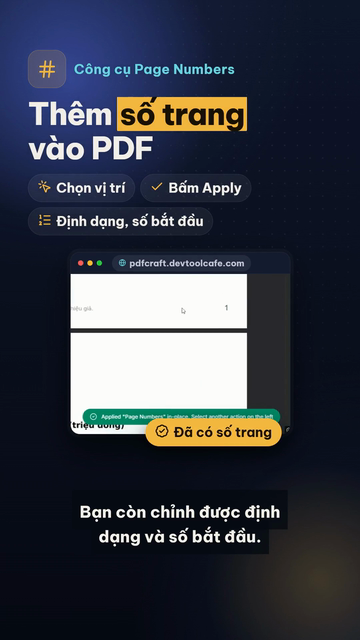 Công cụ Page Numbers
Thêm số trang
vào PDF
Chọn vị trí
Bấm Apply
Định dạng, số bắt đầu
pdfcraft.devtoolcafe.com
hiệu giá.
1
Applied "Page Numbers" in-place. Select another action on the left
triệu đồng)
Đã có số trang
Bạn còn chỉnh được định
dạng và số bắt đầu.